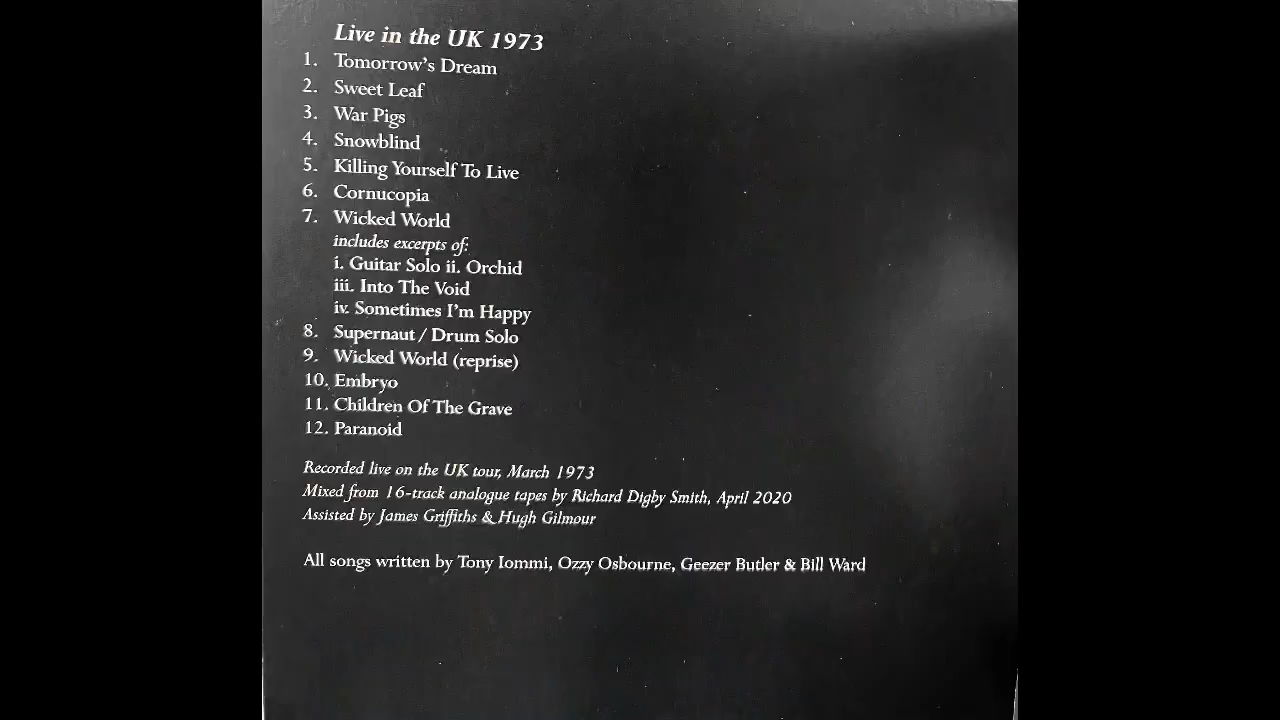 Live in the UK 1973
1. Tomorrow's Dream
2. Sweet Leaf
3. War Pigs
4. Snowblind
5. Killing Yourself To Live
6. Cornucopia
7. Wicked World
includes excerpts of:
i. Guitar Solo ii. Orchid
iii. Into The Void
iv. Sometimes I'm Happy
8. Supernaut / Drum Solo
9. Wicked World (reprise)
10. Embryo
11. Children Of The Grave
12. Paranoid
Recorded live on the UK tour, March 1973
Mixed from 16-track analogue tapes by Richard Digby Smith, April 2020
Assisted by James Griffiths & Hugh Gilmour
All songs written by Tony Iommi, Ozzy Osbourne, Geezer Butler & Bill Ward